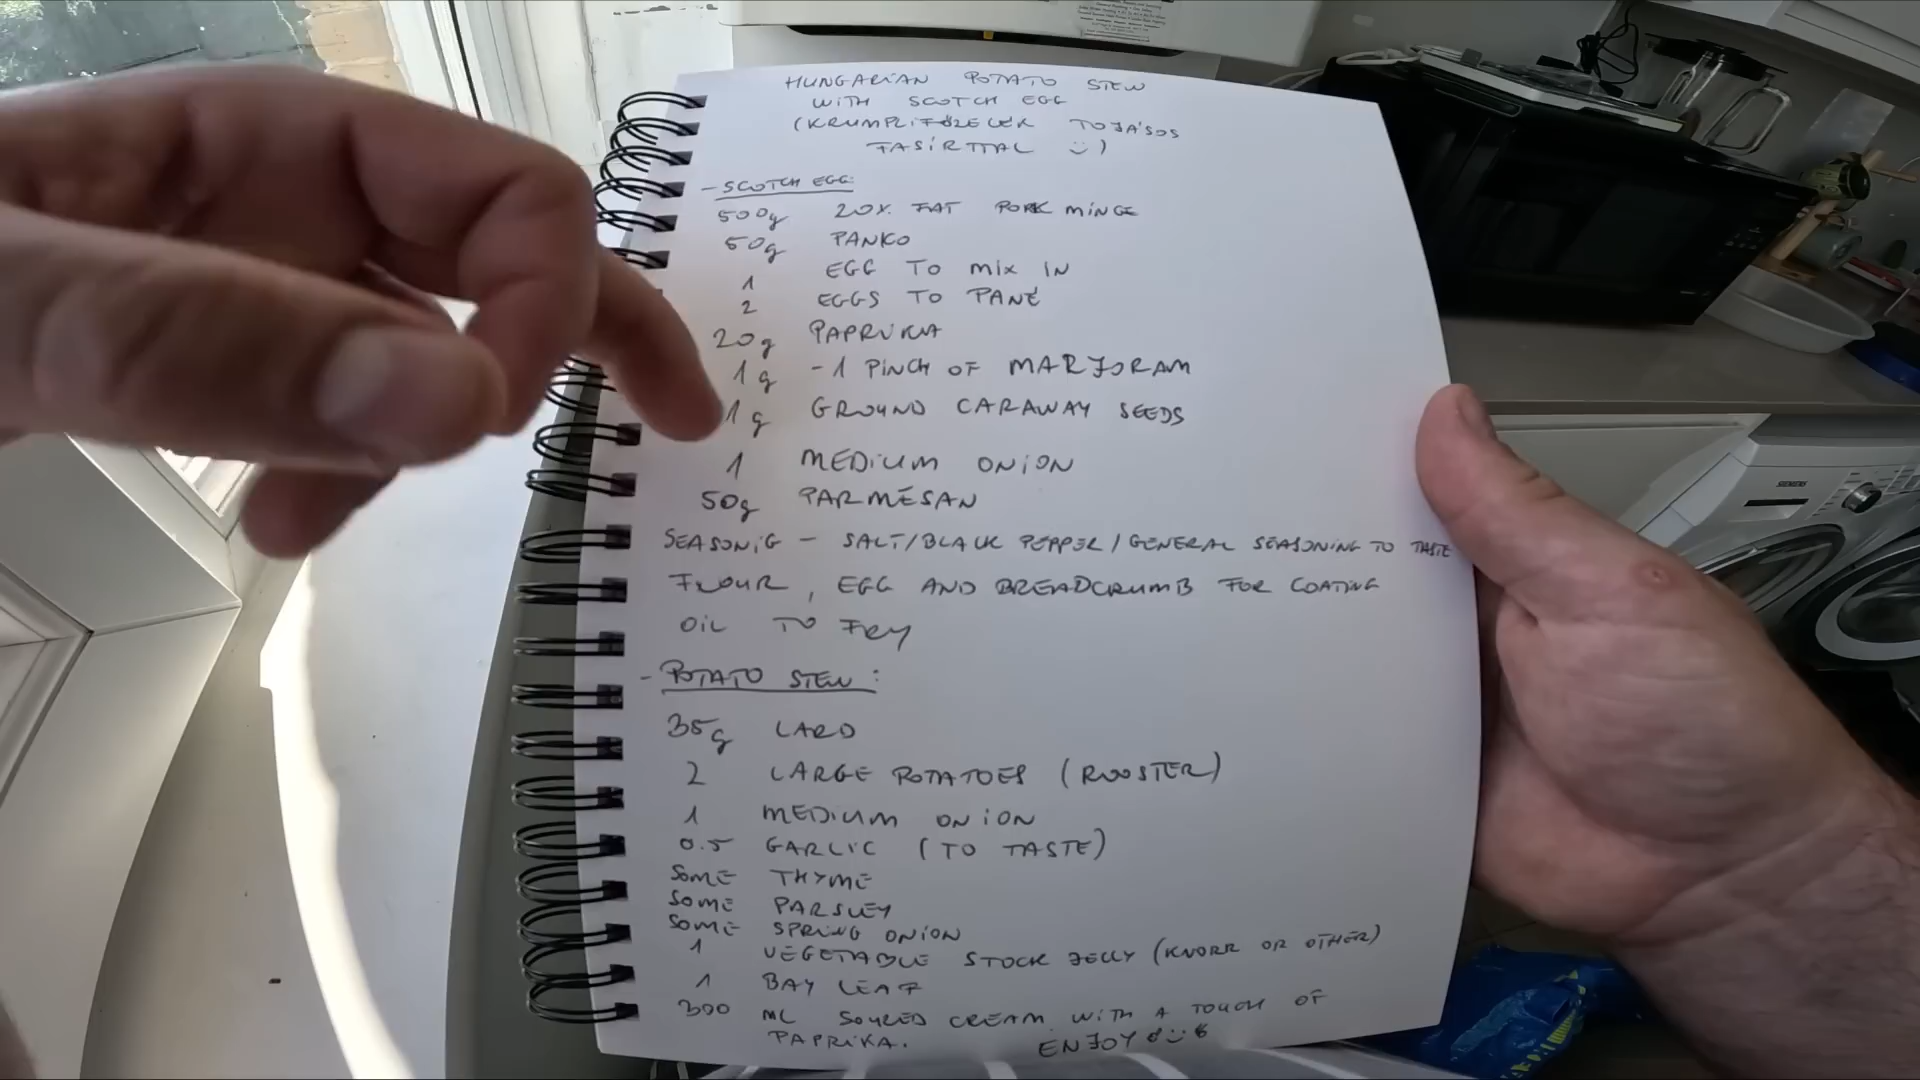 HUNGARIAN POTATO STEW
WITH SCOTCH EGG
(KRUMPLIFŐZELÉK TOJÁSOS
FASÍRTTAL :))
- SCOTCH EGG:
500g 20% FAT PORK MINCE
50g PANKO
1 EGG TO MIX IN
2 EGGS TO PANÉ
20g PAPRIKA
1g -1 PINCH OF MARJORAM
1g GROUND CARAWAY SEEDS
1 MEDIUM ONION
50g PARMESAN
SEASONIG - SALT/BLACK PEPPER/GENERAL SEASONING TO TASTE
FLOUR, EGG AND BREADCRUMB FOR COATING
OIL TO FRY
- POTATO STEW:
35g LARD
2 LARGE POTATOES (ROOSTER)
1 MEDIUM ONION
0.5 GARLIC (TO TASTE)
SOME THYME
SOME PARSLEY
SOME SPRING ONION
1 VEGETABLE STOCK JELLY (KNORR OR OTHER)
1 BAY LEAF
300 ML SOURED CREAM WITH A TOUCH OF
PAPRIKA. ENJOY
SIEMENS